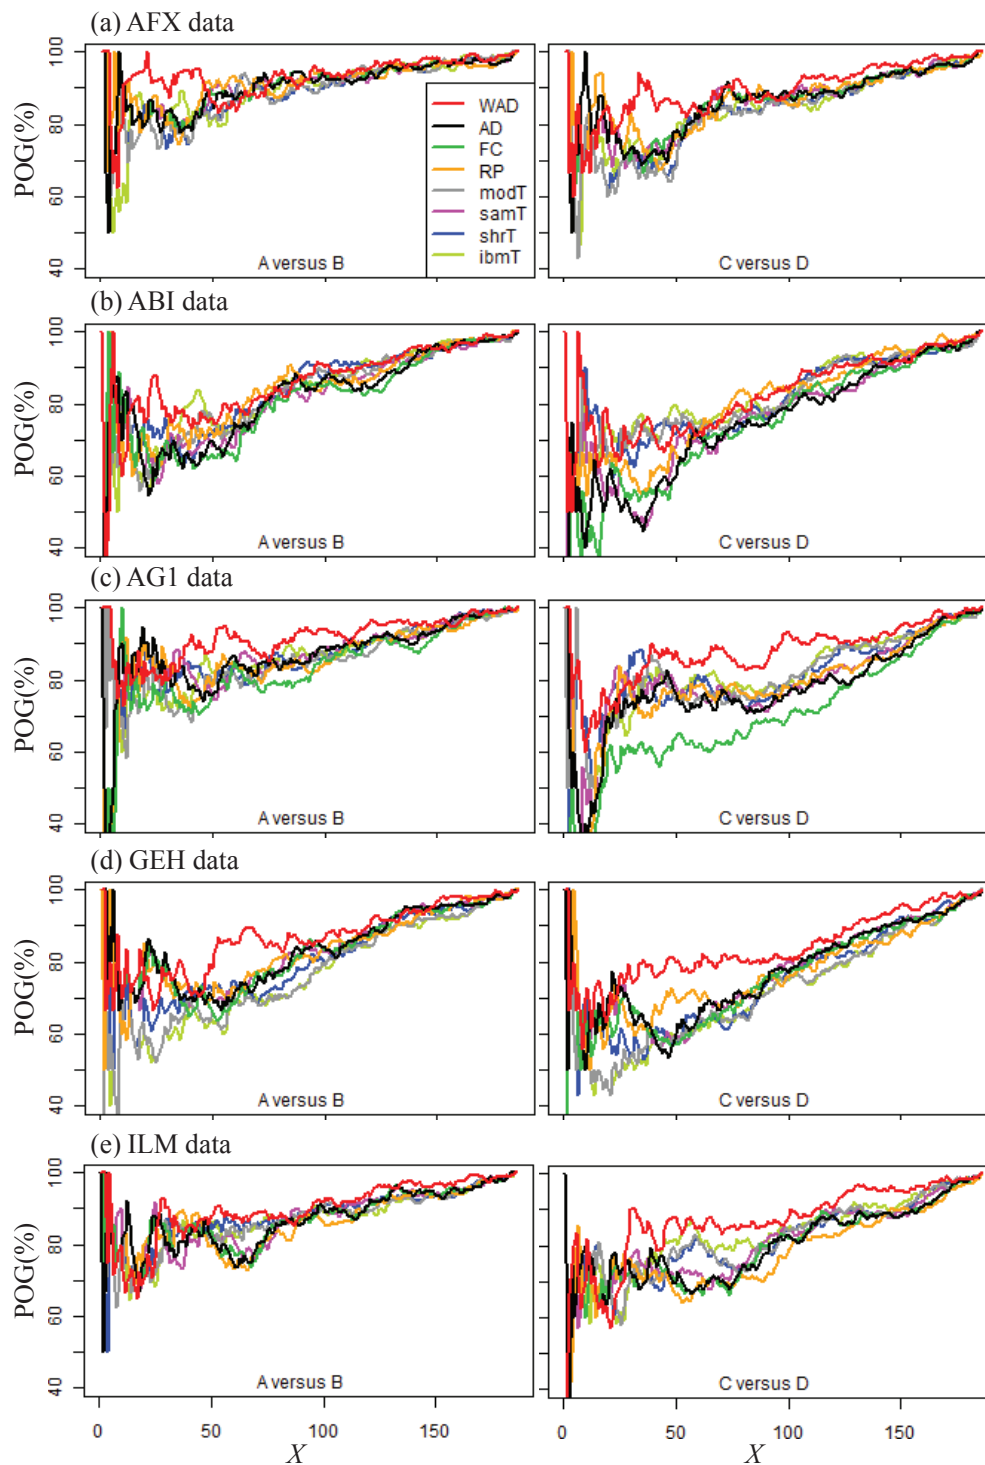 (a) AFX data
POG(%)
100
80
60
40
WAD
AD
FC
RP
modT
samT
shrT
ibmT
A versus B
C versus D
(b) ABI data
POG(%)
100
80
60
40
A versus B
C versus D
(c) AG1 data
POG(%)
100
80
60
40
A versus B
C versus D
(d) GEH data
POG(%)
100
80
60
40
A versus B
C versus D
(e) ILM data
POG(%)
100
80
60
40
A versus B
C versus D
0 50 100 150
0 50 100 150
X
X